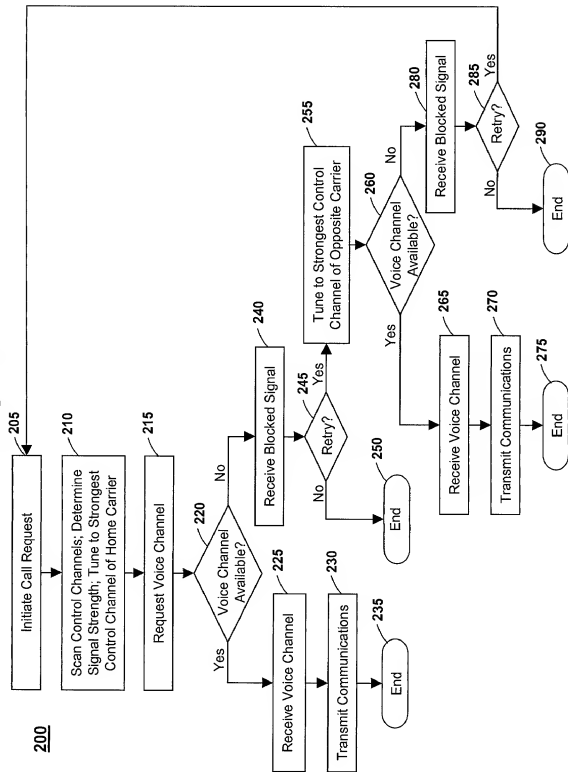 200
205
Initiate Call Request
210
Scan Control Channels; Determine
Signal Strength; Tune to Strongest
Control Channel of Home Carrier
215
Request Voice Channel
220
Voice Channel
Available?
Yes
No
225
Receive Voice Channel
230
Transmit Communications
235
End
240
Receive Blocked Signal
245
Retry?
No
Yes
250
End
255
Tune to Strongest Control
Channel of Opposite Carrier
260
Voice Channel
Available?
Yes
No
265
Receive Voice Channel
270
Transmit Communications
275
End
280
Receive Blocked Signal
285
Retry?
Yes
No
290
End